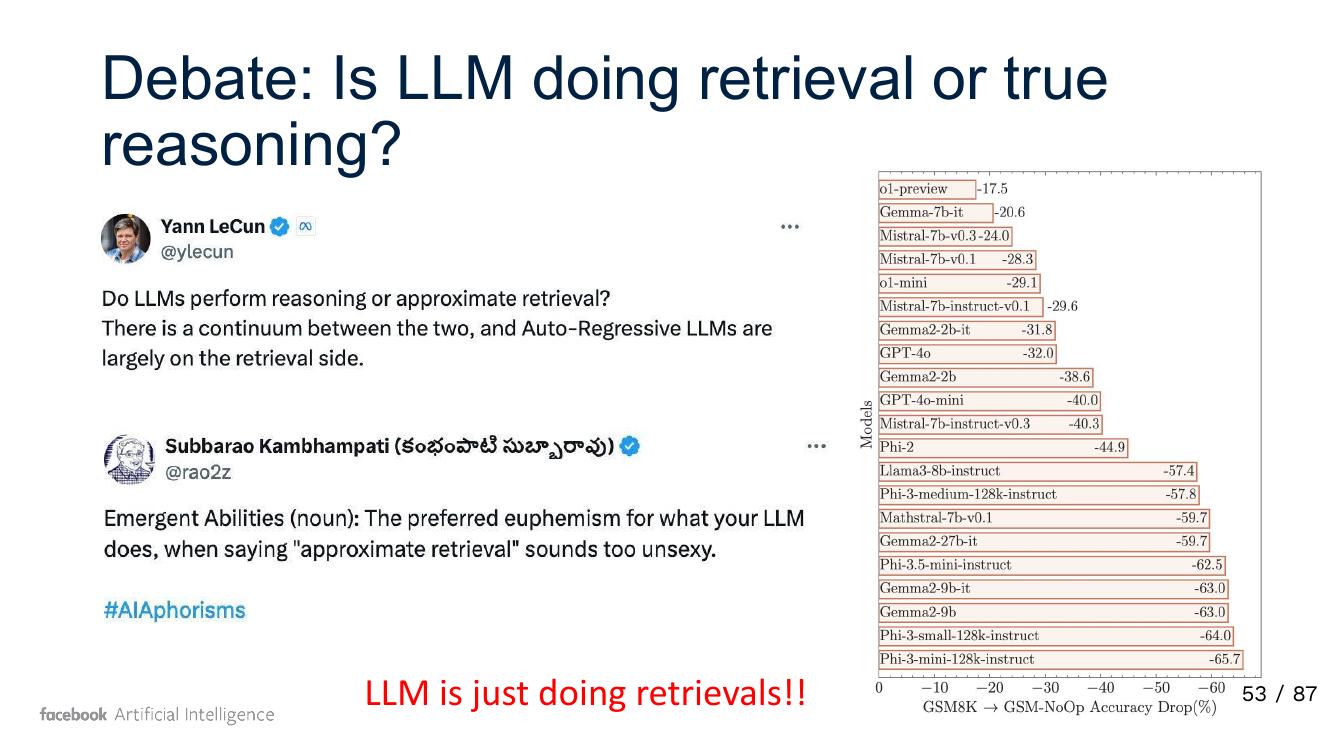 Debate: Is LLM doing retrieval or true
reasoning?
Yann LeCun
@ylecun
Do LLMs perform reasoning or approximate retrieval?
There is a continuum between the two, and Auto-Regressive LLMs are
largely on the retrieval side.
Subbarao Kambhampati (కంభంపాటి సుబ్బారావు)
@rao2z
Emergent Abilities (noun): The preferred euphemism for what your LLM
does, when saying "approximate retrieval" sounds too unsexy.
#AIAphorisms
LLM is just doing retrievals!!
Models
o1-preview -17.5
Gemma-7b-it -20.6
Mistral-7b-v0.3 -24.0
Mistral-7b-v0.1 -28.3
o1-mini -29.1
Mistral-7b-instruct-v0.1 -29.6
Gemma2-2b-it -31.8
GPT-4o -32.0
Gemma2-2b -38.6
GPT-4o-mini -40.0
Mistral-7b-instruct-v0.3 -40.3
Phi-2 -44.9
Llama3-8b-instruct -57.4
Phi-3-medium-128k-instruct -57.8
Mathstral-7b-v0.1 -59.7
Gemma2-27b-it -59.7
Phi-3.5-mini-instruct -62.5
Gemma2-9b-it -63.0
Gemma2-9b -63.0
Phi-3-small-128k-instruct -64.0
Phi-3-mini-128k-instruct -65.7
0 −10 −20 −30 −40 −50 −60
GSM8K → GSM-NoOp Accuracy Drop(%)
facebook Artificial Intelligence
53 / 87